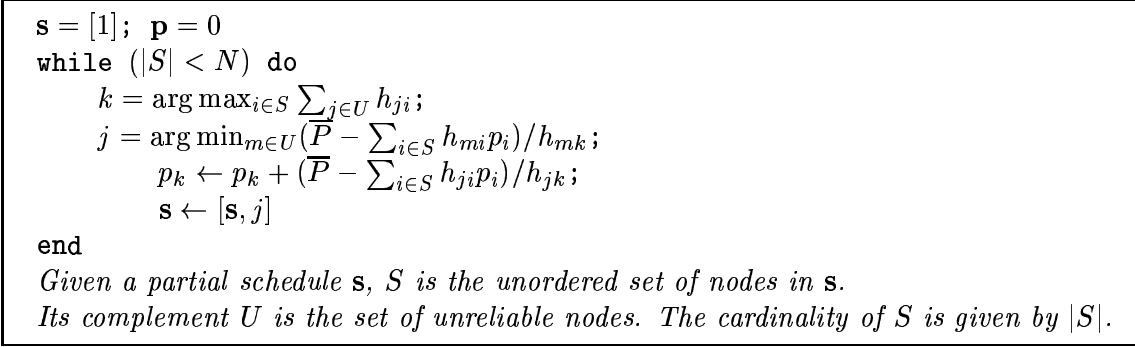 s = [1]; p = 0
while (|S| < N) do
k = arg max_{i∈S} ∑_{j∈U} h_{ji};
j = arg min_{m∈U}(P̅ − ∑_{i∈S} h_{mi}p_i)/h_{mk};
p_k ← p_k + (P̅ − ∑_{i∈S} h_{ji}p_i)/h_{jk};
s ← [s, j]
end
Given a partial schedule s, S is the unordered set of nodes in s.
Its complement U is the set of unreliable nodes. The cardinality of S is given by |S|.